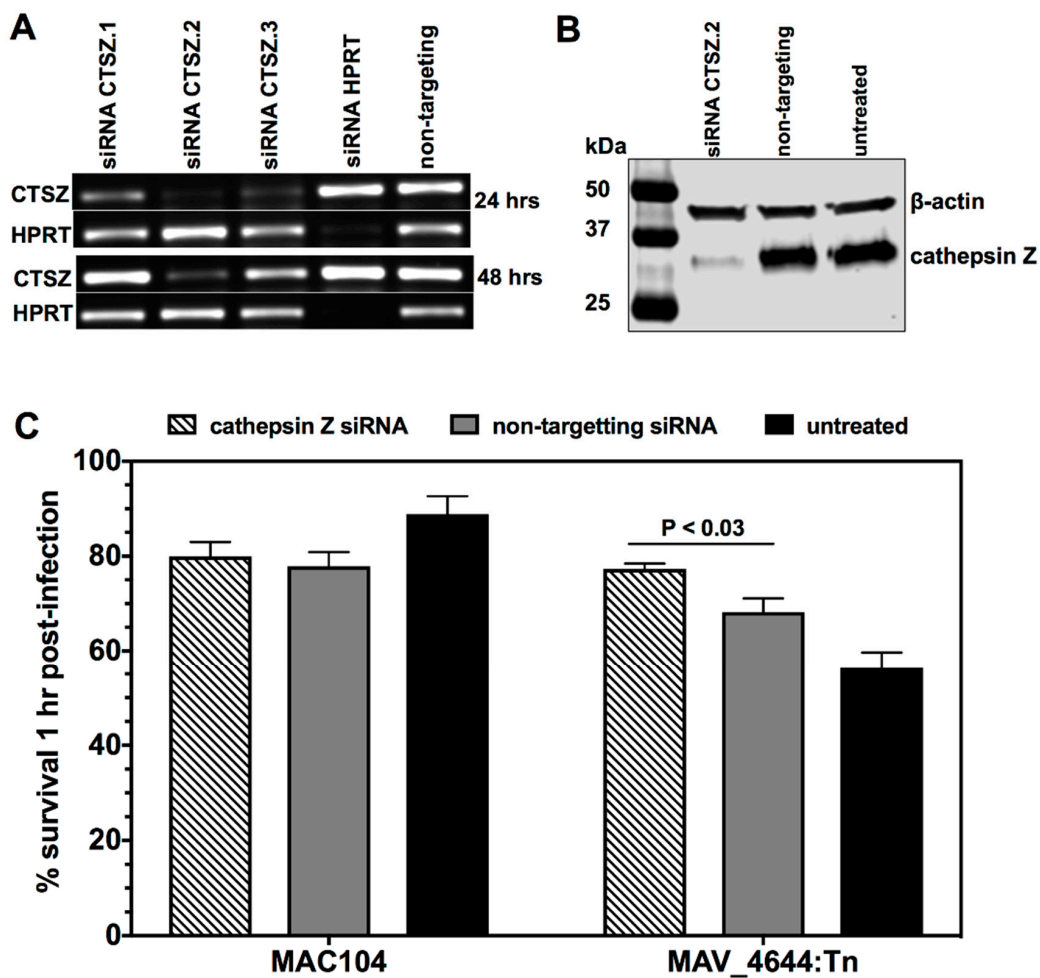 A
siRNA CTSZ.1
siRNA CTSZ.2
siRNA CTSZ.3
siRNA HPRT
non-targeting
CTSZ
24 hrs
HPRT
CTSZ
48 hrs
HPRT
B
siRNA CTSZ.2
non-targeting
untreated
kDa
50
β-actin
37
cathepsin Z
25
C
cathepsin Z siRNA
non-targetting siRNA
untreated
% survival 1 hr post-infection
100
80
60
40
20
0
P < 0.03
MAC104
MAV_4644:Tn